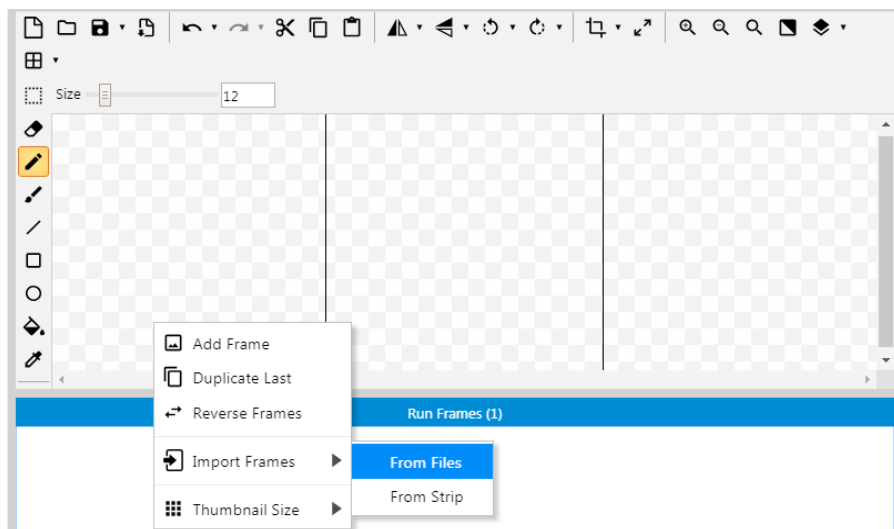 Size
12
Add Frame
Duplicate Last
Reverse Frames
Run Frames (1)
Import Frames
From Files
From Strip
Thumbnail Size